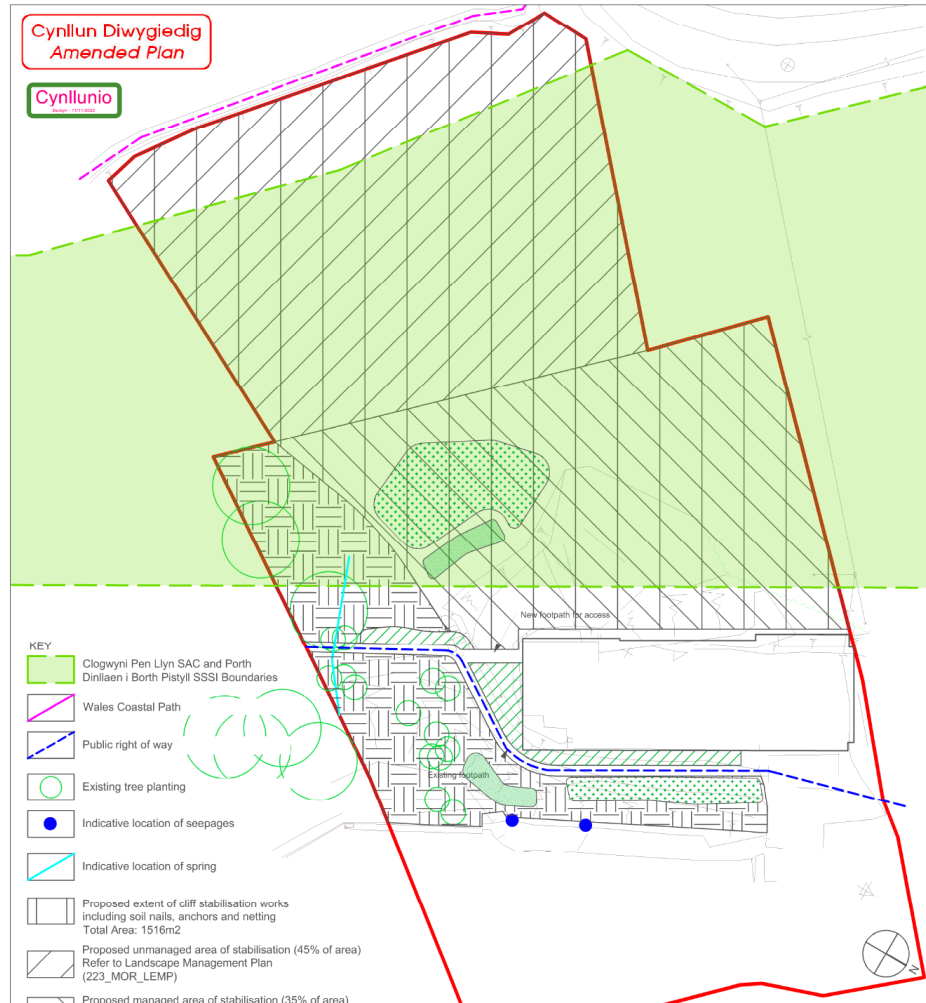 Cynllun Diwygiedig
Amended Plan
Cynllunio
New footpath for access
Existing footpath
KEY
Clogwyni Pen Llyn SAC and Porth
Dinllaen i Borth Pistyll SSSI Boundaries
Wales Coastal Path
Public right of way
Existing tree planting
Indicative location of seepages
Indicative location of spring
Proposed extent of cliff stabilisation works
including soil nails, anchors and netting
Total Area: 1516m2
Proposed unmanaged area of stabilisation (45% of area)
Refer to Landscape Management Plan
(223_MOR_LEMP)
Proposed managed area of stabilisation (35% of area)
N